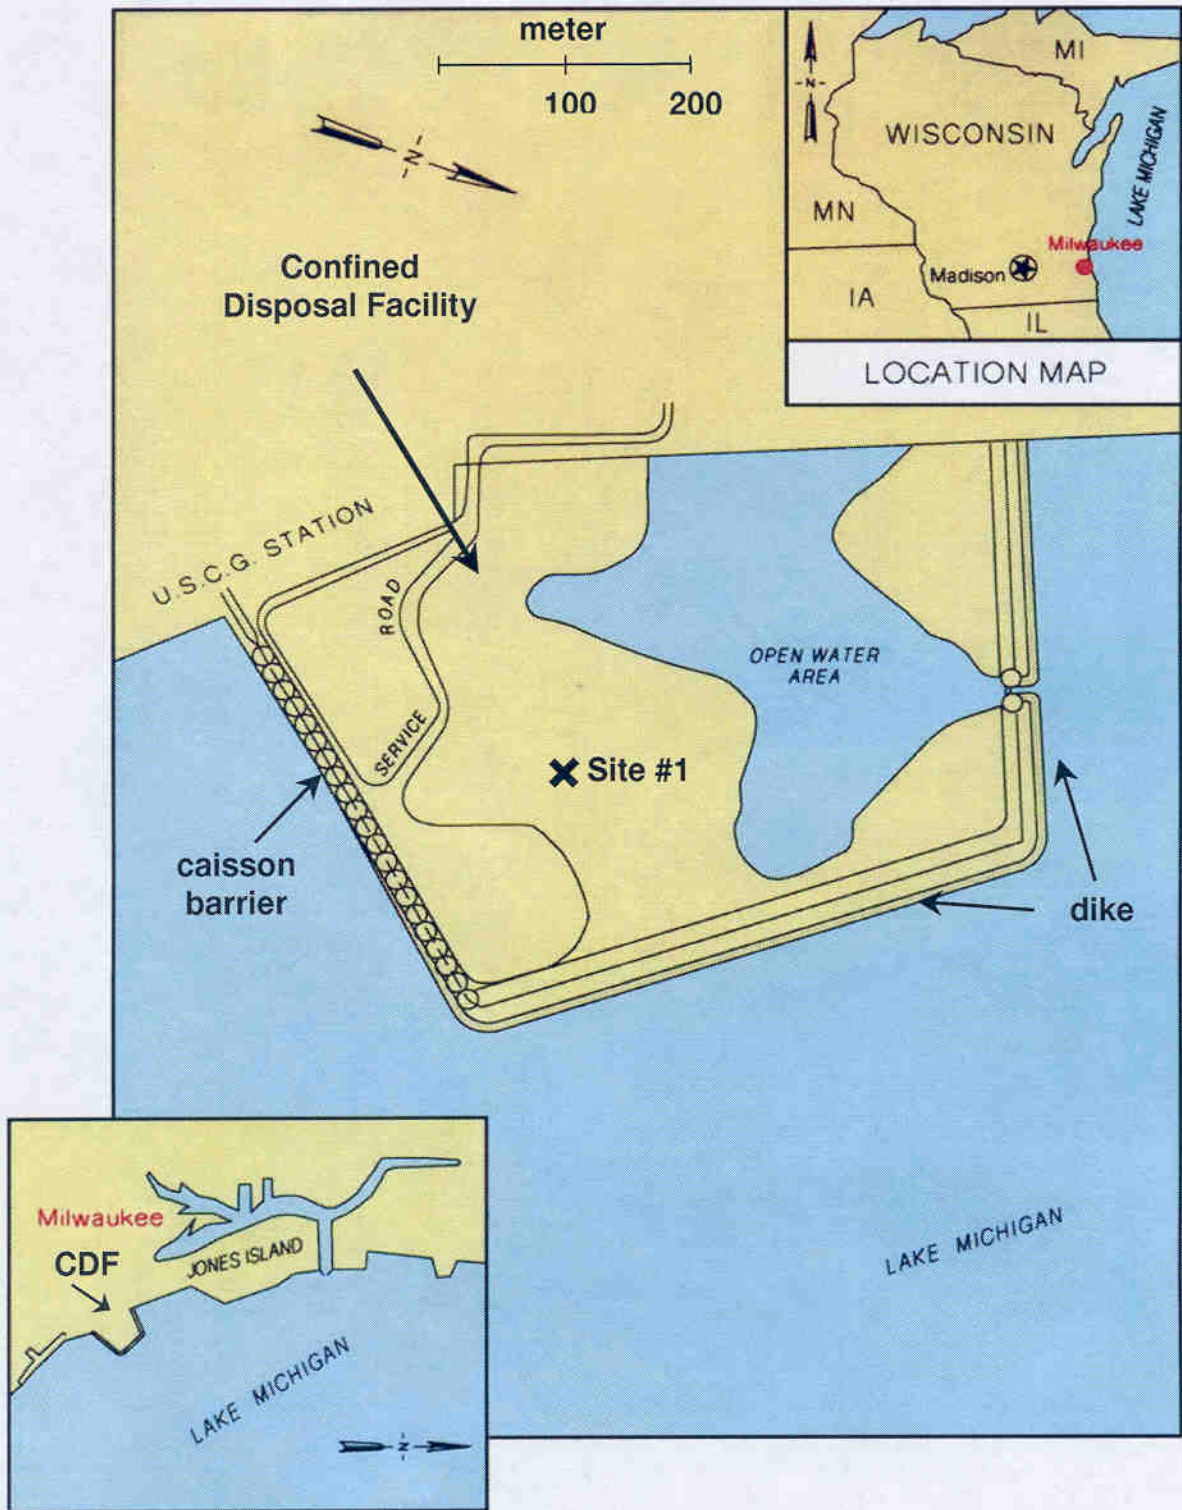 meter
100 200
N
Confined
Disposal Facility
N
MI
WISCONSIN
LAKE MICHIGAN
MN
Milwaukee
Madison
IA
IL
LOCATION MAP
U.S.C.G. STATION
ROAD
SERVICE
OPEN WATER
AREA
Site #1
caisson
barrier
dike
LAKE MICHIGAN
Milwaukee
CDF
JONES ISLAND
LAKE MICHIGAN
N